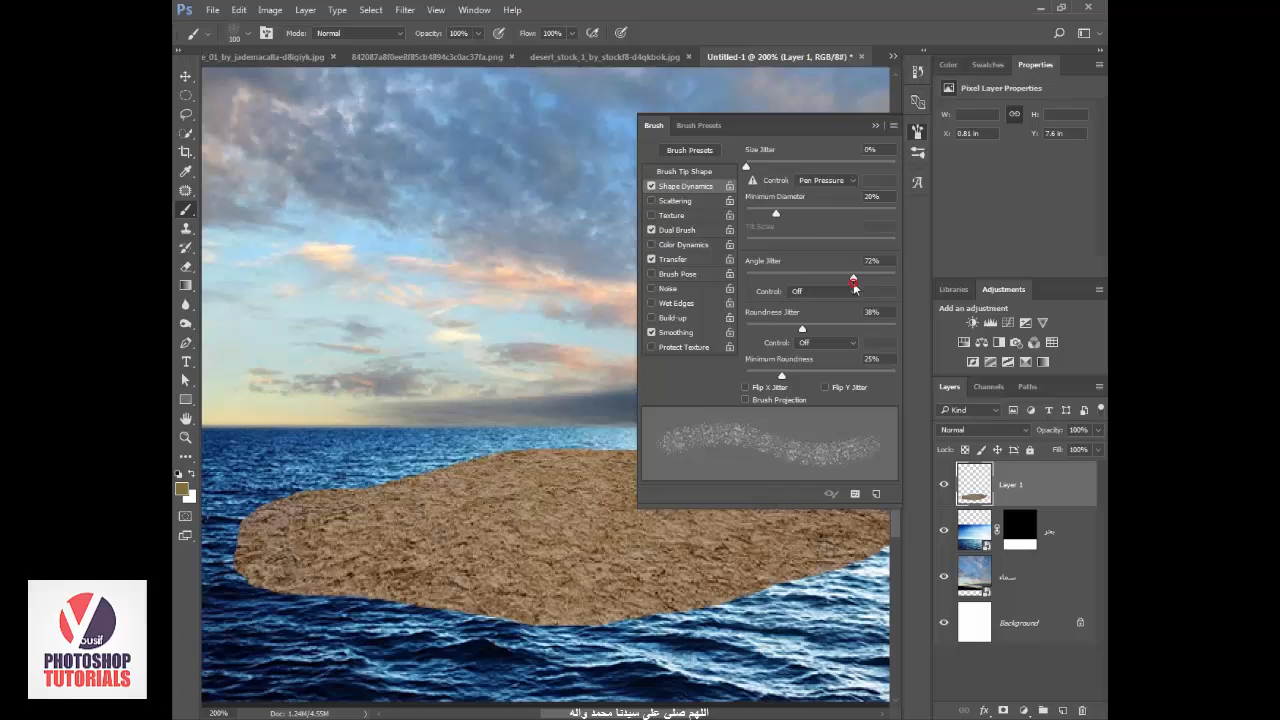 Ps File Edit Image Layer Type Select Filter View Window Help
100 Mode: Normal Opacity: 100% Flow: 100%
e_01_by_jademacalla-d8igiyk.jpg × 842087a8f0ee8f85cb4894c3c0ac37fa.png × desert_stock_1_by_stockf8-d4qkbok.jpg × Untitled-1 @ 200% (Layer 1, RGB/8#) * ×
Color Swatches Properties
Pixel Layer Properties
W: H:
X: 0.81 in Y: 7.6 in
Brush Brush Presets
Brush Presets
Brush Tip Shape
Shape Dynamics
Scattering
Texture
Dual Brush
Color Dynamics
Transfer
Brush Pose
Noise
Wet Edges
Build-up
Smoothing
Protect Texture
Size Jitter 0%
Control: Pen Pressure
Minimum Diameter 20%
Tilt Scale
Angle Jitter 72%
Control: Off
Roundness Jitter 38%
Control: Off
Minimum Roundness 25%
Flip X Jitter Flip Y Jitter
Brush Projection
Libraries Adjustments
Add an adjustment
Layers Channels Paths
Kind
Normal Opacity: 100%
Lock: Fill: 100%
Layer 1
بحر
سماء
Background
fx
Yousif
PHOTOSHOP
TUTORIALS
200% Doc: 1.24M/4.55M
اللهم صلي على سيدنا محمد واله